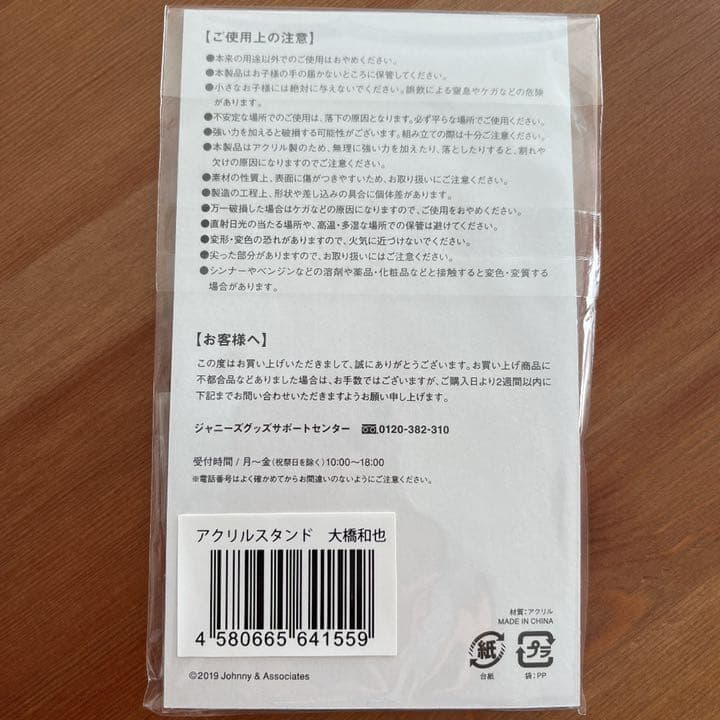 【ご使用上の注意】
●本来の用途以外でのご使用はおやめください。
●本製品はお子様の手の届かないところに保管してください。
●小さなお子様には絶対に与えないでください。誤飲による窒息やケガなどの危険
があります。
●不安定な場所でのご使用は、落下の原因となります。必ず平らな場所でご使用ください。
●強い力を加えると破損する可能性がございます。組み立ての際は十分ご注意ください。
●本製品はアクリル製のため、無理に強い力を加えたり、落としたりすると、割れや
欠けの原因になりますのでご注意ください。
●素材の性質上、表面に傷がつきやすいため、お取り扱いにご注意ください。
●製造の工程上、形状や差し込みの具合に個体差があります。
●万一破損した場合はケガなどの原因になりますので、ご使用をおやめください。
●直射日光の当たる場所や、高温・多湿な場所での保管は避けてください。
●変形・変色の恐れがありますので、火気に近づけないでください。
●尖った部分がありますので、お取り扱いにはご注意ください。
●シンナーやベンジンなどの溶剤や薬品・化粧品などと接触すると変色・変質する
場合があります。
【お客様へ】
この度はお買い上げいただきまして、誠にありがとうございます。お買い上げ商品に
不都合品などありました場合は、お手数ではございますが、ご購入日より2週間以内に
下記までお問い合わせいただきますようお願い申し上げます。
ジャニーズグッズサポートセンター 0120-382-310
受付時間 / 月〜金(祝祭日を除く)10:00〜18:00
※電話番号はよく確かめてからお間違いのないようにご注意ください。
アクリルスタンド 大橋和也
4 580665 641559
材質:アクリル
MADE IN CHINA
紙
プラ
台紙
袋:PP
©2019 Johnny & Associates